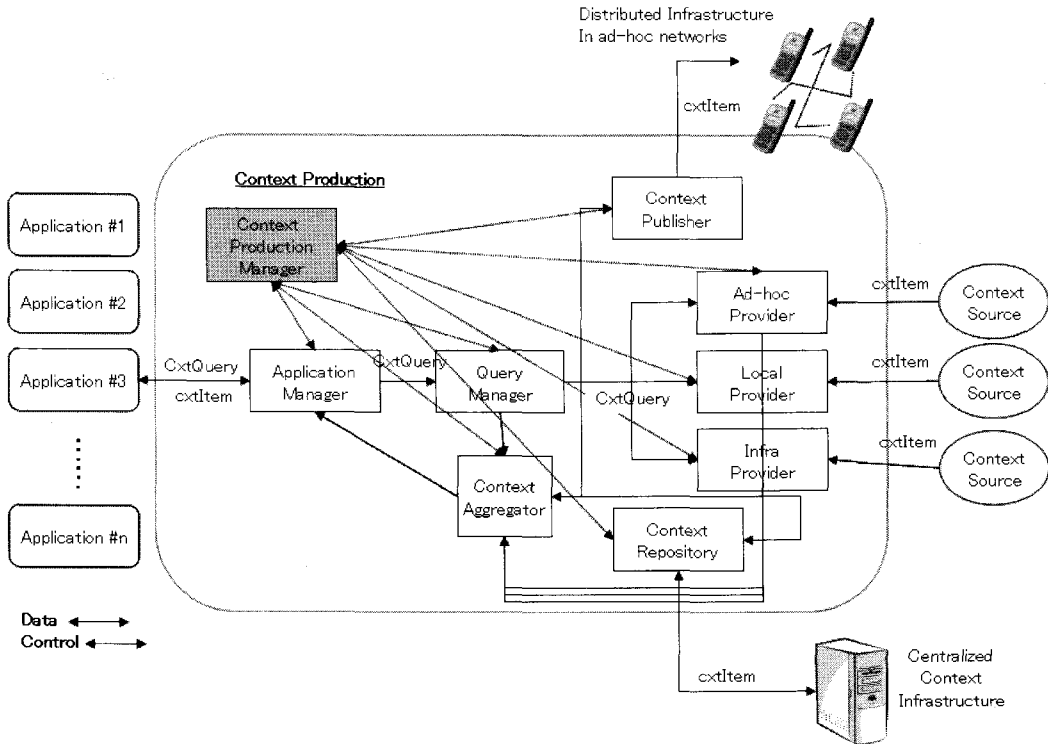 Distributed Infrastructure
In ad-hoc networks
cxtItem
Context Production
Context
Publisher
Context
Production
Manager
Application #1
Application #2
Application #3
Application #n
CxtQuery
cxtItem
Application
Manager
CxtQuery
Query
Manager
CxtQuery
Ad-hoc
Provider
Local
Provider
Infra
Provider
cxtItem
Context
Source
cxtItem
Context
Source
cxtItem
Context
Source
Context
Aggregator
Context
Repository
Data
Control
cxtItem
Centralized
Context
Infrastructure